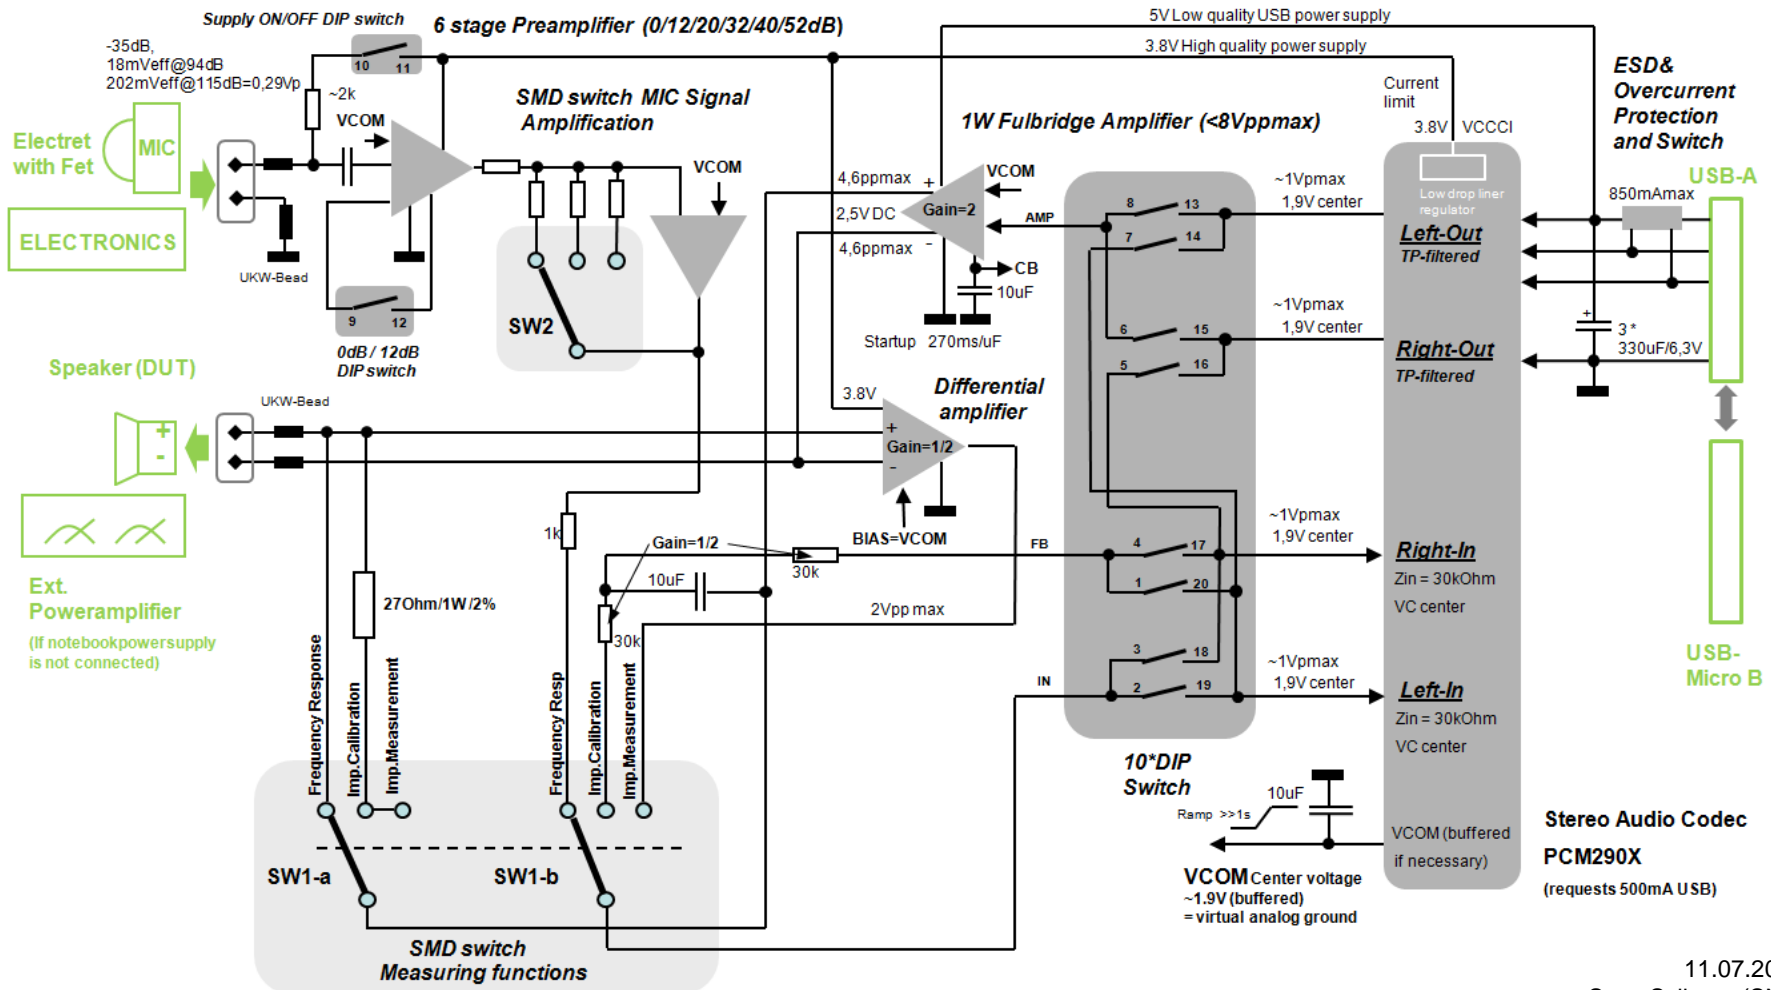 Supply ON/OFF DIP switch
6 stage Preamplifier (0/12/20/32/40/52dB)
5V Low quality USB power supply
3.8V High quality power supply
-35dB,
18mVeff@94dB
202mVeff@115dB=0,29Vp
10
11
~2k
VCOM
MIC
Electret
with Fet
ELECTRONICS
UKW-Bead
9
12
0dB / 12dB
DIP switch
SMD switch MIC Signal
Amplification
VCOM
SW2
1W Fulbridge Amplifier (<8Vppmax)
4,6ppmax
+
VCOM
2,5V DC
Gain=2
AMP
4,6ppmax
-
CB
10uF
Startup 270ms/uF
Current
limit
3.8V
VCCCI
Low drop liner
regulator
ESD&
Overcurrent
Protection
and Switch
USB-A
850mAmax
~1Vpmax
1,9V center
8
13
7
14
Left-Out
TP-filtered
~1Vpmax
1,9V center
6
15
5
16
Right-Out
TP-filtered
+
3 *
330uF/6,3V
Speaker (DUT)
UKW-Bead
+
-
3.8V
Differential
amplifier
+
Gain=1/2
-
BIAS=VCOM
1k
Gain=1/2
30k
FB
10uF
30k
2Vpp max
4
17
1
20
~1Vpmax
1,9V center
Right-In
Zin = 30kOhm
VC center
3
18
IN
2
19
~1Vpmax
1,9V center
Left-In
Zin = 30kOhm
VC center
Ext.
Poweramplifier
(If notebookpowersupply
is not connected)
27Ohm/1W/2%
USB-
Micro B
Frequency Response
Imp.Calibration
Imp.Measurement
Frequency Resp
Imp.Calibration
Imp.Measurement
SW1-a
SW1-b
SMD switch
Measuring functions
10*DIP
Switch
10uF
Ramp >>1s
VCOM (buffered
if necessary)
VCOM Center voltage
~1.9V (buffered)
= virtual analog ground
Stereo Audio Codec
PCM290X
(requests 500mA USB)
11.07.20